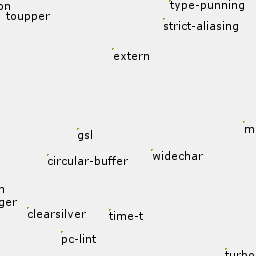 on
type-punning
toupper
strict-aliasing
extern
m
gsl
widechar
circular-buffer
n
ger
clearsilver
time-t
pc-lint
turbo